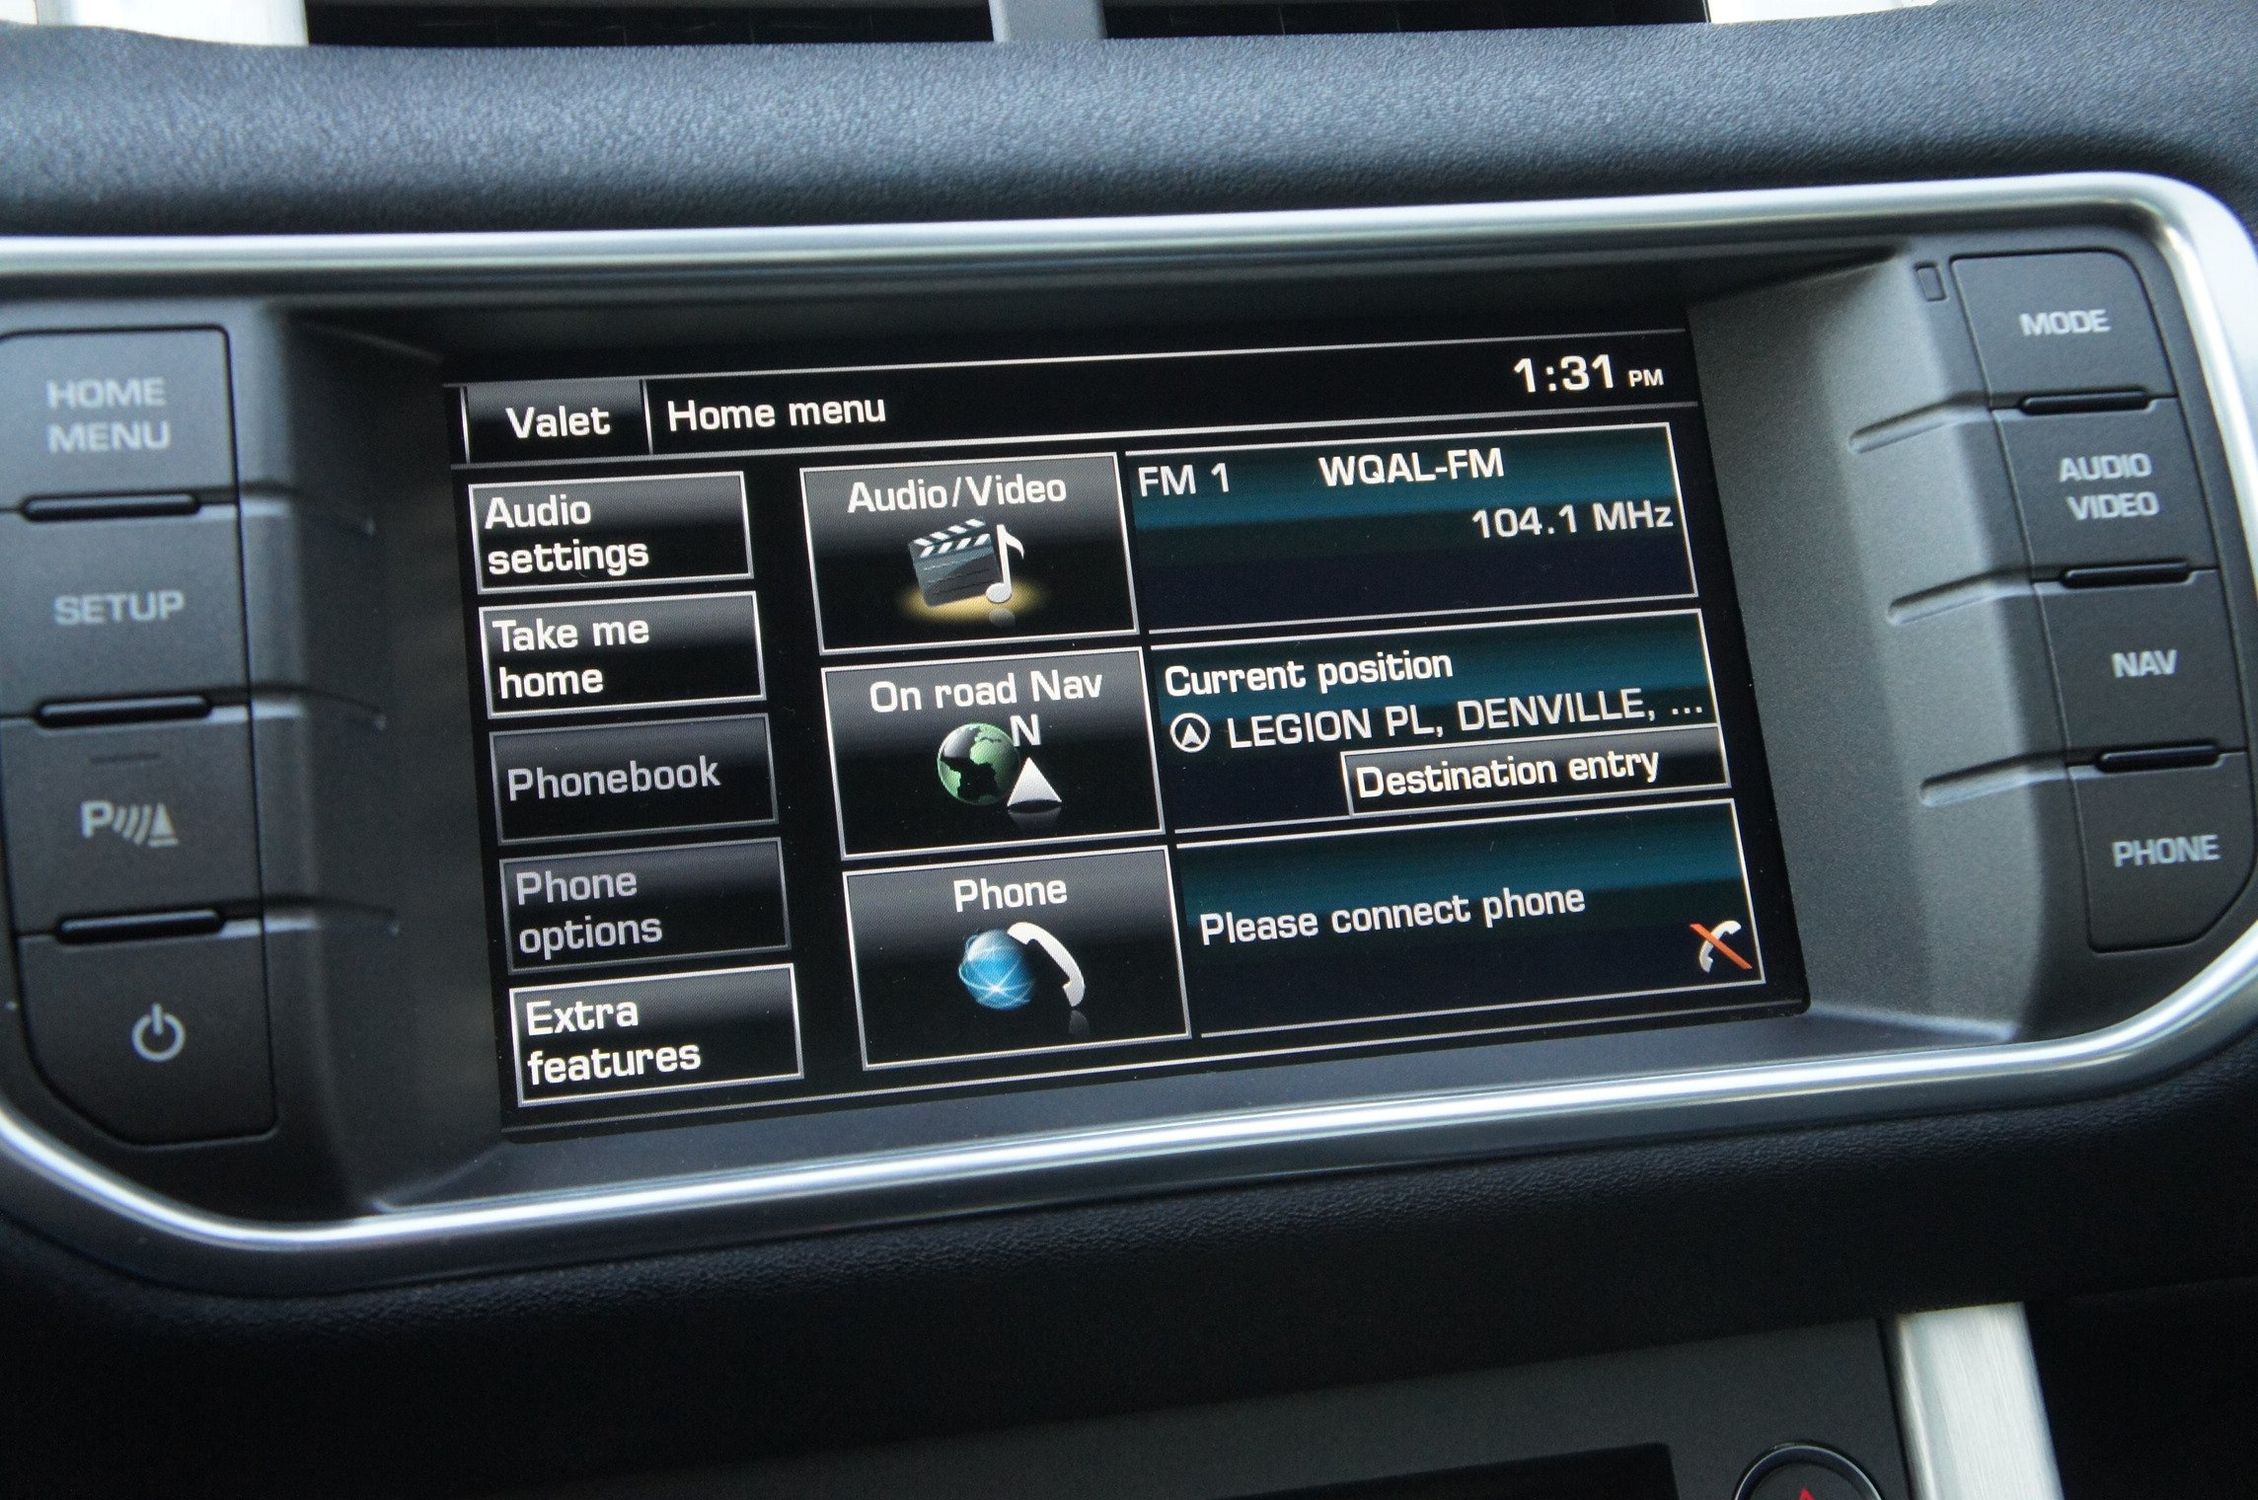 HOME
MENU
SETUP
P
Valet
Home menu
1:31 PM
Audio
settings
Take me
home
Phonebook
Phone
options
Extra
features
Audio/Video
On road Nav
N
Phone
FM 1 WQAL-FM
104.1 MHz
Current position
LEGION PL, DENVILLE, ...
Destination entry
Please connect phone
MODE
AUDIO
VIDEO
NAV
PHONE